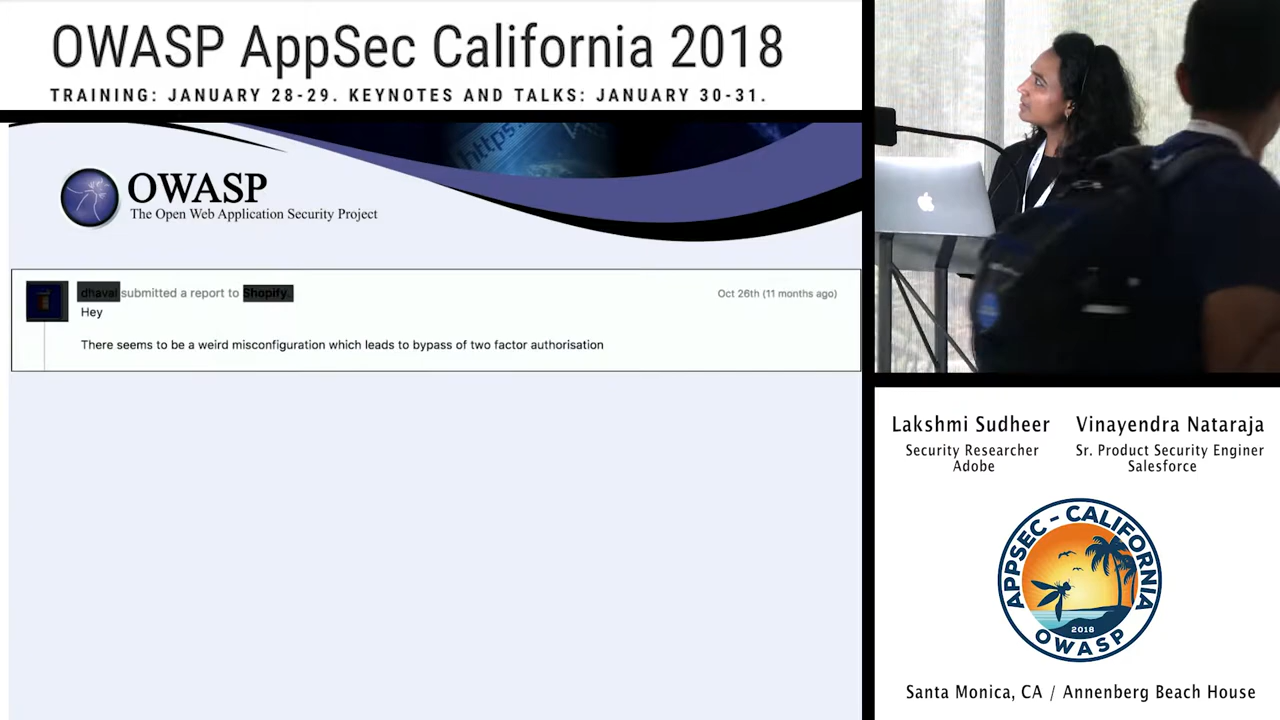 OWASP AppSec California 2018
TRAINING: JANUARY 28-29. KEYNOTES AND TALKS: JANUARY 30-31.
https:
OWASP
The Open Web Application Security Project
dhaval submitted a report to Shopify.
Oct 26th (11 months ago)
Hey
There seems to be a weird misconfiguration which leads to bypass of two factor authorisation
Lakshmi Sudheer
Security Researcher
Adobe
Vinayendra Nataraja
Sr. Product Security Enginer
Salesforce
APPSEC - CALIFORNIA
2018
OWASP
Santa Monica, CA / Annenberg Beach House